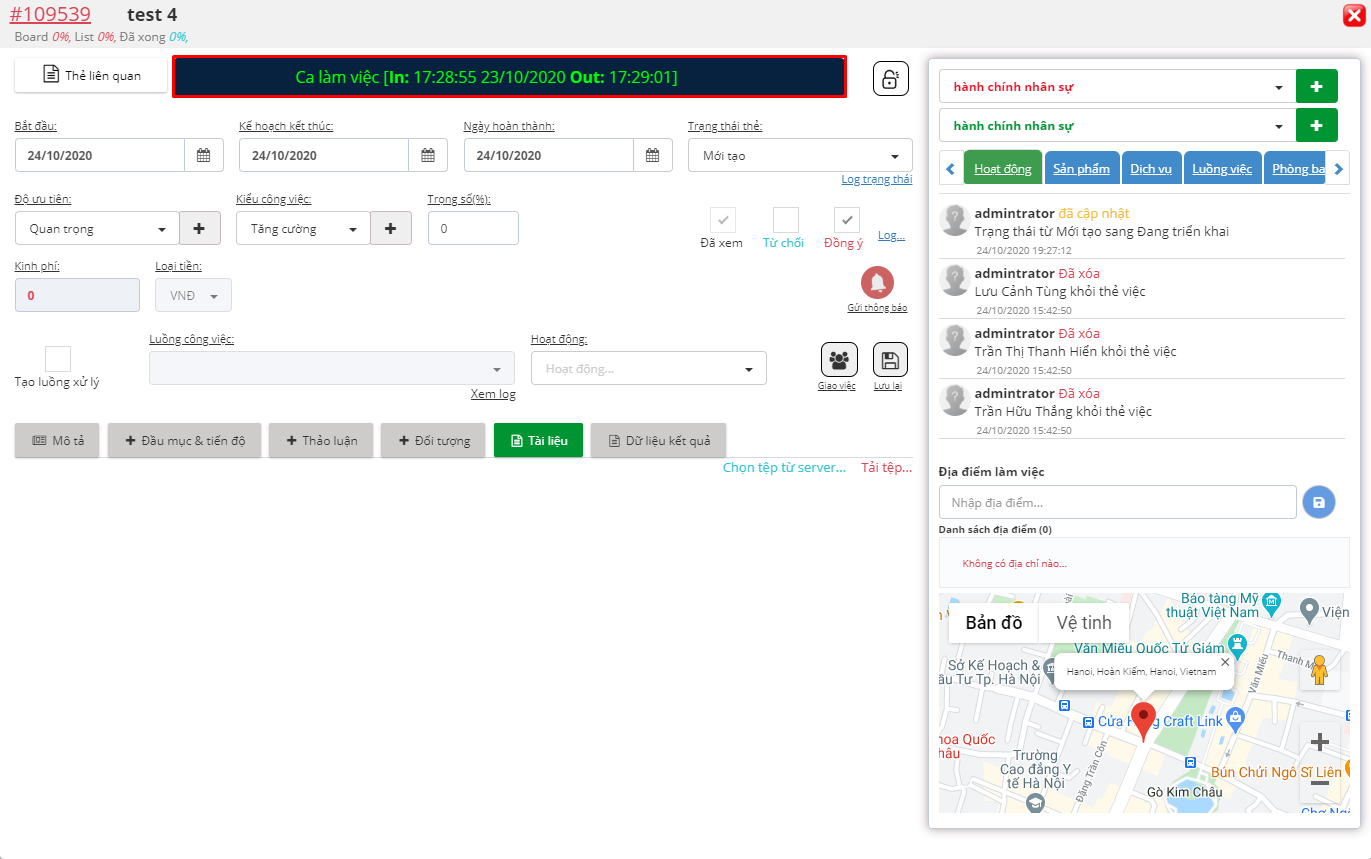 #109539 test 4
Board 0%, List 0%, Đã xong 0%,
Thẻ liên quan
Ca làm việc [In: 17:28:55 23/10/2020 Out: 17:29:01]
Bắt đầu: Kế hoạch kết thúc: Ngày hoàn thành: Trạng thái thẻ:
24/10/2020 24/10/2020 24/10/2020 Mới tạo
Log trạng thái
Độ ưu tiên: Kiểu công việc: Trọng số(%):
Quan trọng Tăng cường 0
Đã xem Từ chối Đồng ý Log...
Kinh phí: Loại tiền:
0 VNĐ
Gửi thông báo
Luồng công việc: Hoạt động:
Hoạt động...
Tạo luồng xử lý
Xem log
Giao việc Lưu lại
Mô tả Đầu mục & tiến độ Thảo luận Đối tượng Tài liệu Dữ liệu kết quả
Chọn tệp từ server... Tải tệp...
hành chính nhân sự
hành chính nhân sự
Hoạt động Sản phẩm Dịch vụ Luồng việc Phòng ba
admintrator đã cập nhật
Trạng thái từ Mới tạo sang Đang triển khai
24/10/2020 19:27:12
admintrator Đã xóa
Lưu Cảnh Tùng khỏi thẻ việc
24/10/2020 15:42:50
admintrator Đã xóa
Trần Thị Thanh Hiển khỏi thẻ việc
24/10/2020 15:42:50
admintrator Đã xóa
Trần Hữu Thắng khỏi thẻ việc
24/10/2020 15:42:50
Địa điểm làm việc
Nhập địa điểm...
Danh sách địa điểm (0)
Không có địa chỉ nào...
Bản đồ Vệ tinh
Bảo tàng Mỹ
thuật Việt Nam
Viện
Văn Miếu Quốc Tử Giám
Thanh M
Sở Kế Hoạch &
ầu Tư Tp. Hà Nội
Hanoi, Hoàn Kiếm, Hanoi, Vietnam
Văn Miếu
Cửa H ng Craft Link
hoa Quốc
hâu
Trường
Cao đẳng Y
tế Hà Nội
Đặng Trần Côn
Bún Chửi Ngô Sĩ Liên
Gò Kim Châu
Chợ Ng